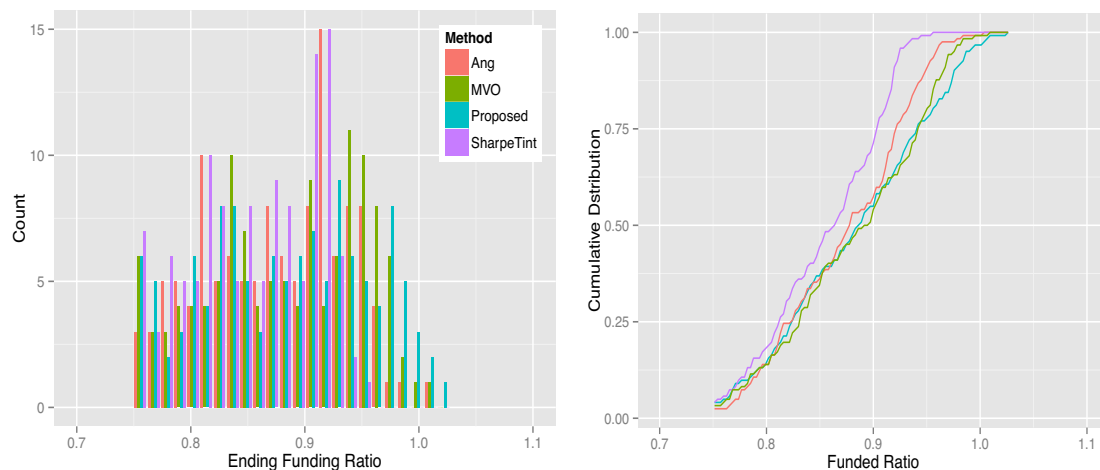 15
10
5
0
Count
0.7
0.8
0.9
1.0
1.1
Ending Funding Ratio
Method
Ang
MVO
Proposed
SharpeTint
1.00
0.75
0.50
0.25
0.00
Cumulative Dstribution
0.7
0.8
0.9
1.0
1.1
Funded Ratio